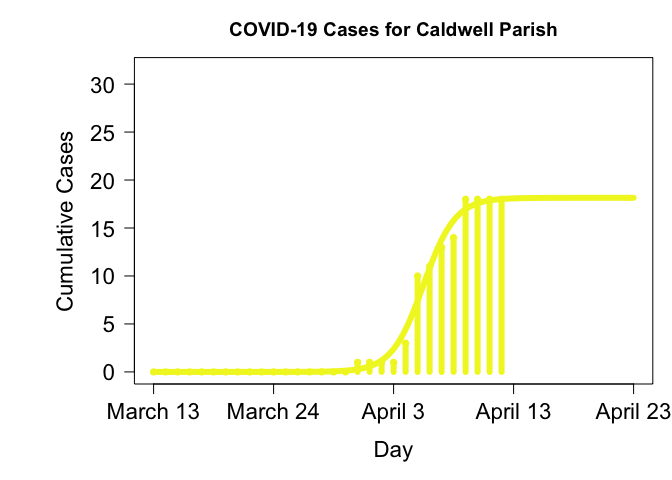 COVID-19 Cases for Caldwell Parish
30
25
20
15
10
5
0
Cumulative Cases
March 13 March 24 April 3 April 13 April 23
Day